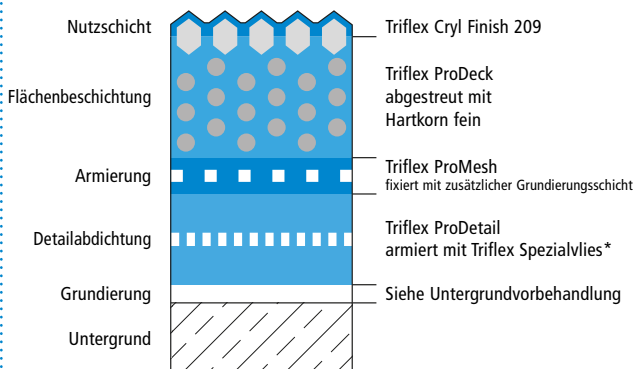 Nutzschicht
Triflex Cryl Finish 209
Flächenbeschichtung
Triflex ProDeck
abgestreut mit
Hartkorn fein
Armierung
Triflex ProMesh
fixiert mit zusätzlicher Grundierungsschicht
Detailabdichtung
Triflex ProDetail
armiert mit Triflex Spezialvlies*
Grundierung
Siehe Untergrundvorbehandlung
Untergrund